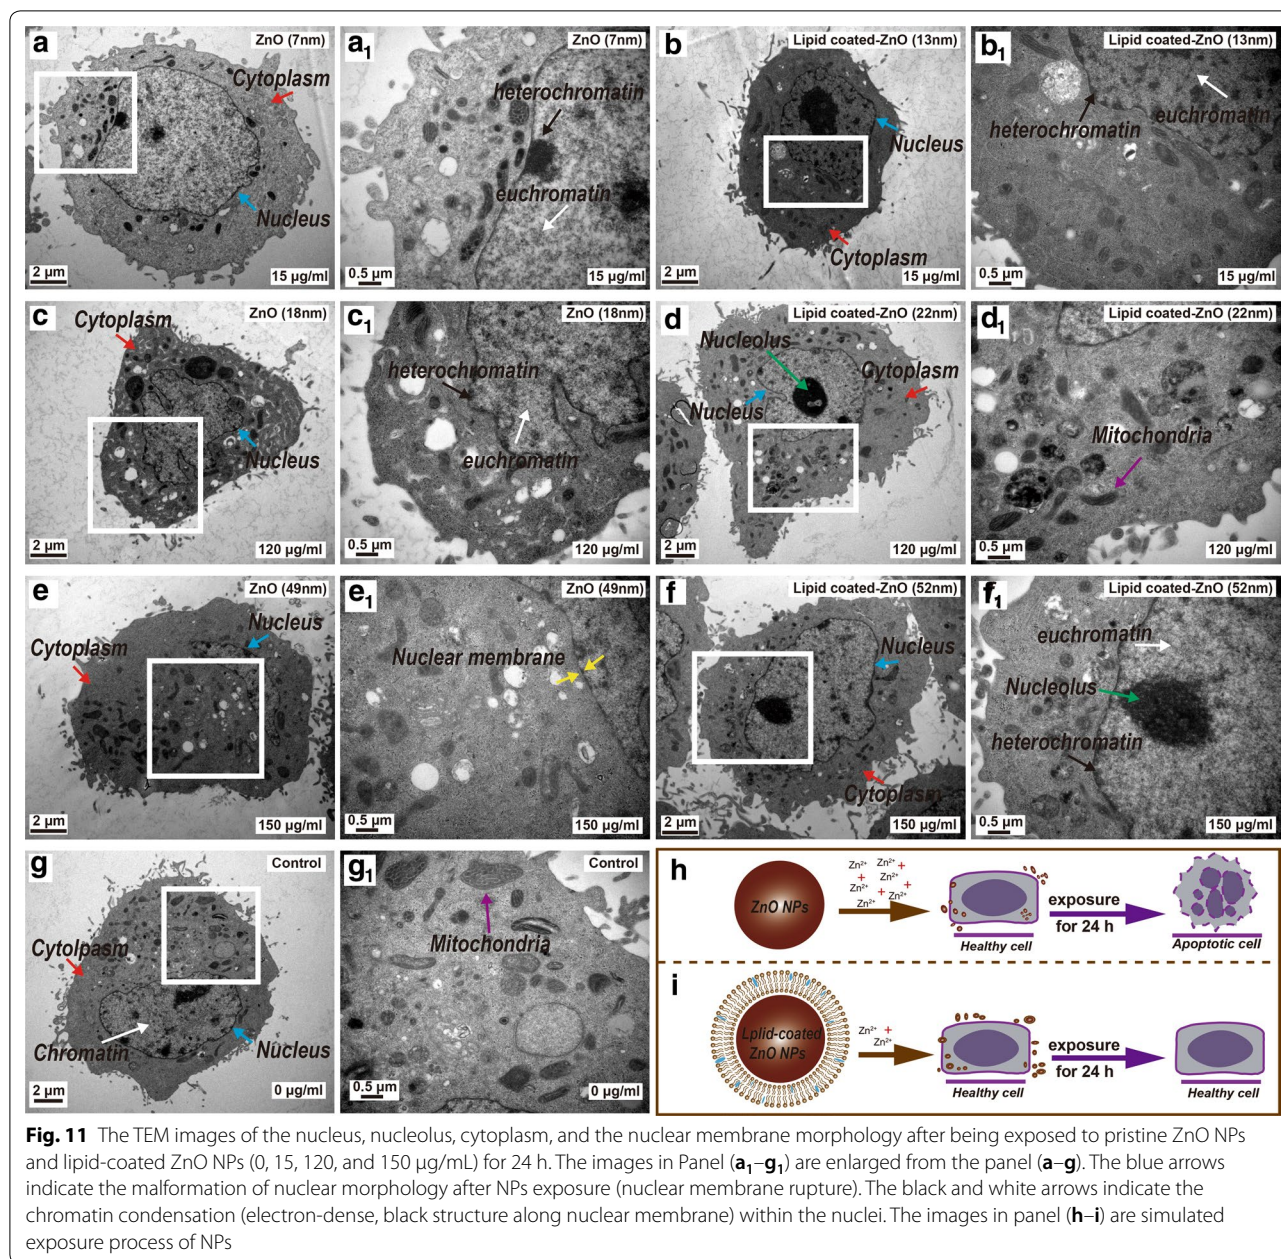 a
ZnO (7nm)
Cytoplasm
Nucleus
2 µm
15 µg/ml
a1
ZnO (7nm)
heterochromatin
euchromatin
0.5 µm
15 µg/ml
b
Lipid coated-ZnO (13nm)
Nucleus
Cytoplasm
2 µm
15 µg/ml
b1
Lipid coated-ZnO (13nm)
euchromatin
heterochromatin
0.5 µm
15 µg/ml
c
ZnO (18nm)
Cytoplasm
Nucleus
2 µm
120 µg/ml
c1
ZnO (18nm)
heterochromatin
euchromatin
0.5 µm
120 µg/ml
d
Lipid coated-ZnO (22nm)
Nucleolus
Cytoplasm
Nucleus
2 µm
120 µg/ml
d1
Lipid coated-ZnO (22nm)
Mitochondria
0.5 µm
120 µg/ml
e
ZnO (49nm)
Nucleus
Cytoplasm
2 µm
150 µg/ml
e1
ZnO (49nm)
Nuclear membrane
0.5 µm
150 µg/ml
f
Lipid coated-ZnO (52nm)
Nucleus
Cytoplasm
2 µm
150 µg/ml
f1
Lipid coated-ZnO (52nm)
euchromatin
Nucleolus
heterochromatin
0.5 µm
150 µg/ml
g
Control
Cytolpasm
Chromatin
Nucleus
2 µm
0 µg/ml
g1
Control
Mitochondria
0.5 µm
0 µg/ml
h
ZnO NPs
Zn²⁺ Zn²⁺ +
+ Zn²⁺
Zn²⁺ + +
Zn²⁺ Zn²⁺
Healthy cell
exposure
for 24 h
Apoptotic cell
i
Lplid-coated
ZnO NPs
Zn²⁺ +
Zn²⁺
Healthy cell
exposure
for 24 h
Healthy cell
Fig. 11 The TEM images of the nucleus, nucleolus, cytoplasm, and the nuclear membrane morphology after being exposed to pristine ZnO NPs
and lipid-coated ZnO NPs (0, 15, 120, and 150 µg/mL) for 24 h. The images in Panel (a1–g1) are enlarged from the panel (a–g). The blue arrows
indicate the malformation of nuclear morphology after NPs exposure (nuclear membrane rupture). The black and white arrows indicate the
chromatin condensation (electron-dense, black structure along nuclear membrane) within the nuclei. The images in panel (h–i) are simulated
exposure process of NPs